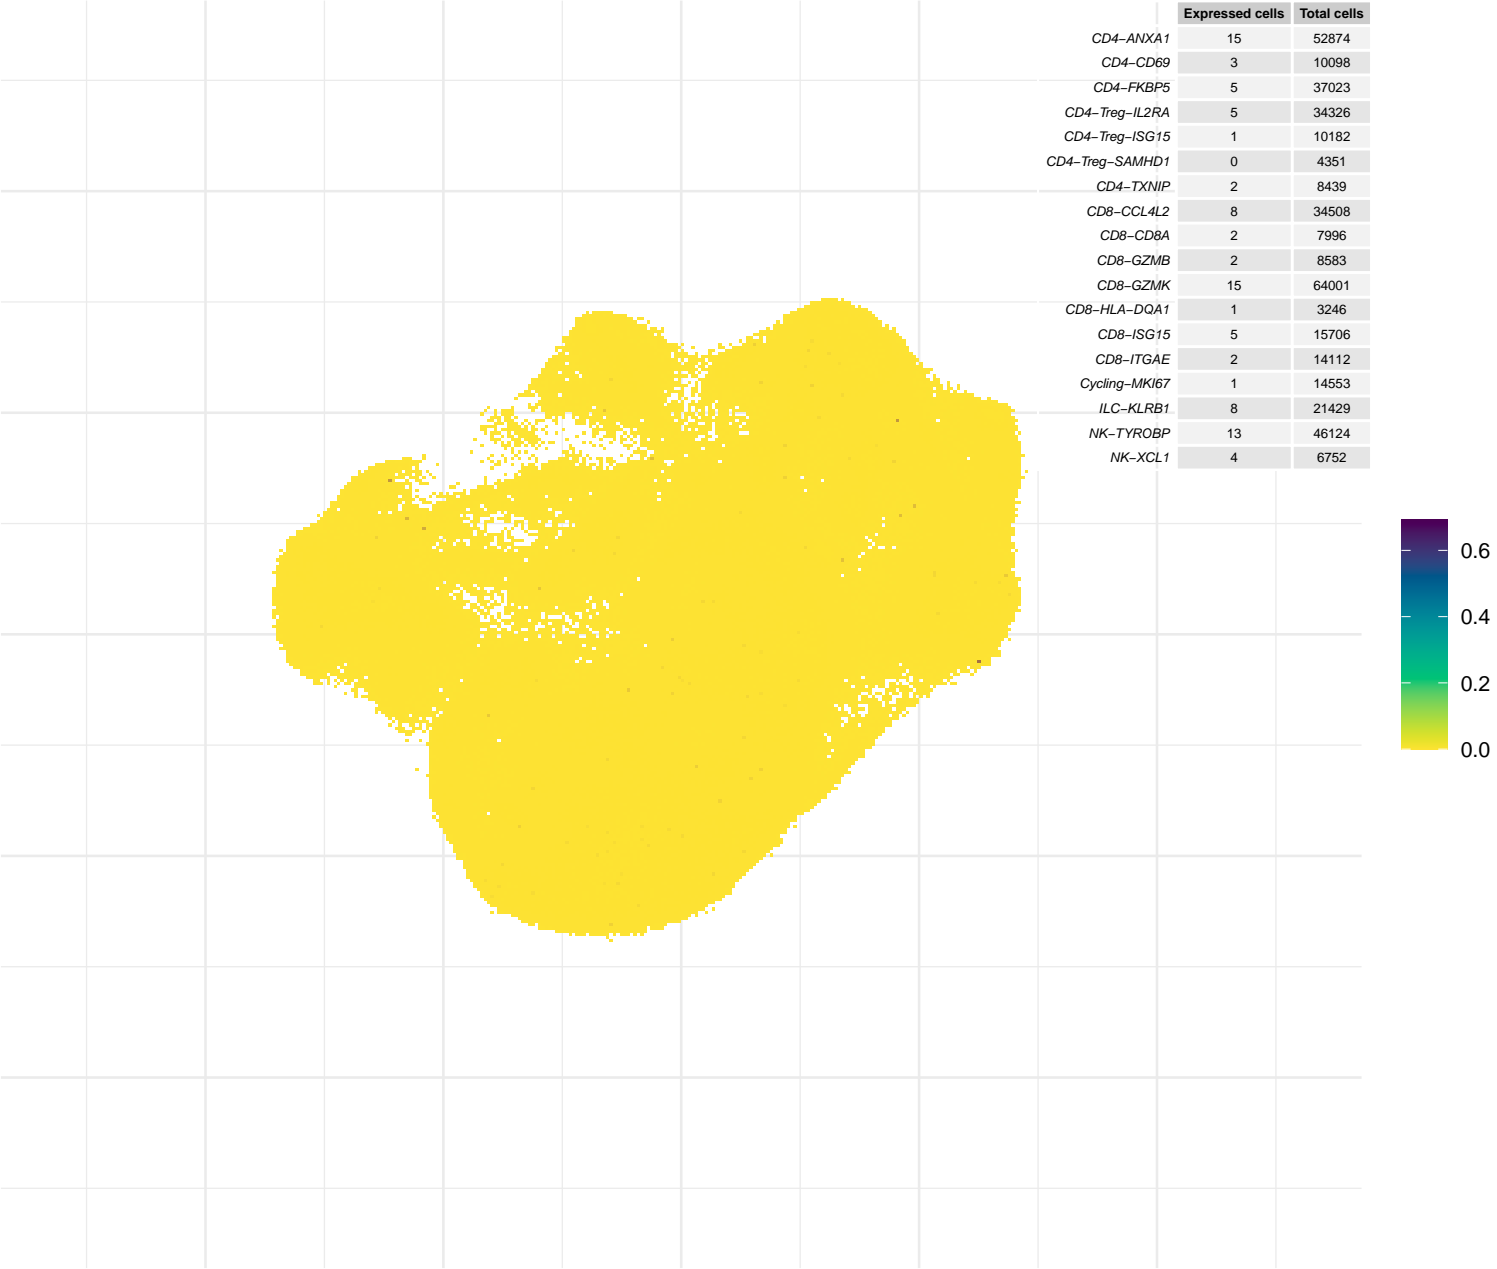 Expressed cells Total cells
CD4−ANXA1 15 52874
CD4−CD69 3 10098
CD4−FKBP5 5 37023
CD4−Treg−IL2RA 5 34326
CD4−Treg−ISG15 1 10182
CD4−Treg−SAMHD1 0 4351
CD4−TXNIP 2 8439
CD8−CCL4L2 8 34508
CD8−CD8A 2 7996
CD8−GZMB 2 8583
CD8−GZMK 15 64001
CD8−HLA−DQA1 1 3246
CD8−ISG15 5 15706
CD8−ITGAE 2 14112
Cycling−MKI67 1 14553
ILC−KLRB1 8 21429
NK−TYROBP 13 46124
NK−XCL1 4 6752
0.6
0.4
0.2
0.0